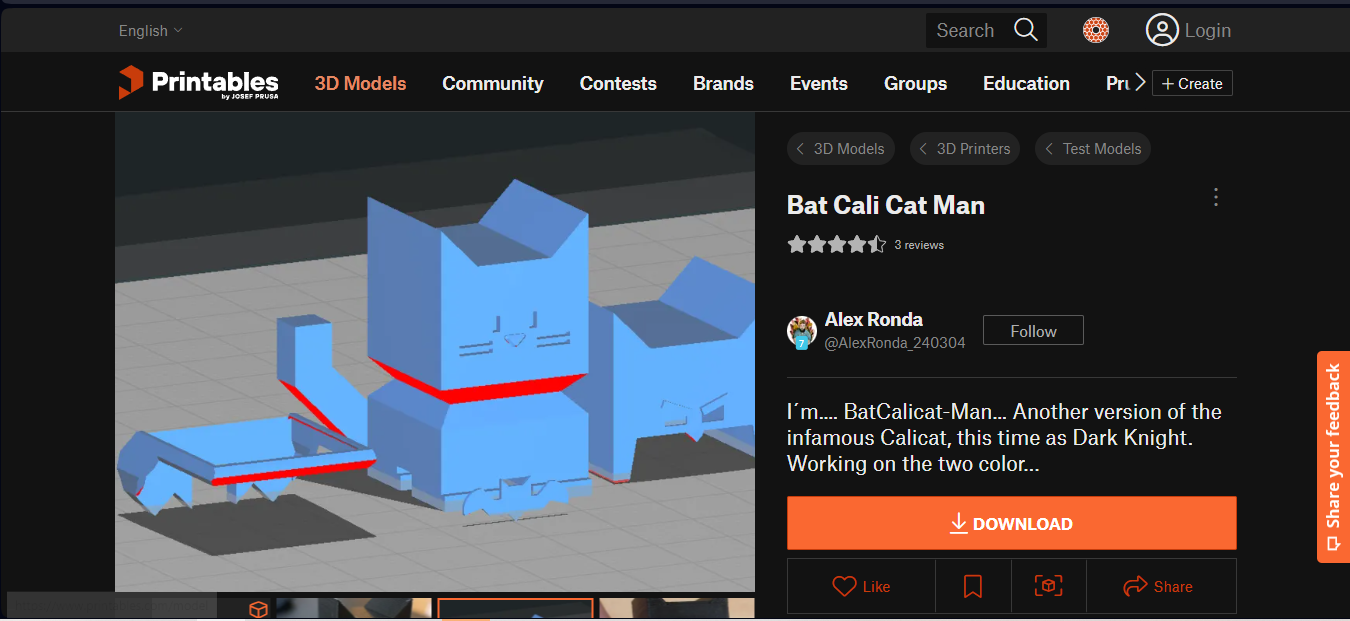 English
Search
Login
Printables
by JOSEF PRUSA
3D Models
Community
Contests
Brands
Events
Groups
Education
Pru
+ Create
3D Models
3D Printers
Test Models
Bat Cali Cat Man
3 reviews
Alex Ronda
7
@AlexRonda_240304
Follow
I´m.... BatCalicat-Man... Another version of the
infamous Calicat, this time as Dark Knight.
Working on the two color...
DOWNLOAD
Like
Share
Share your feedback